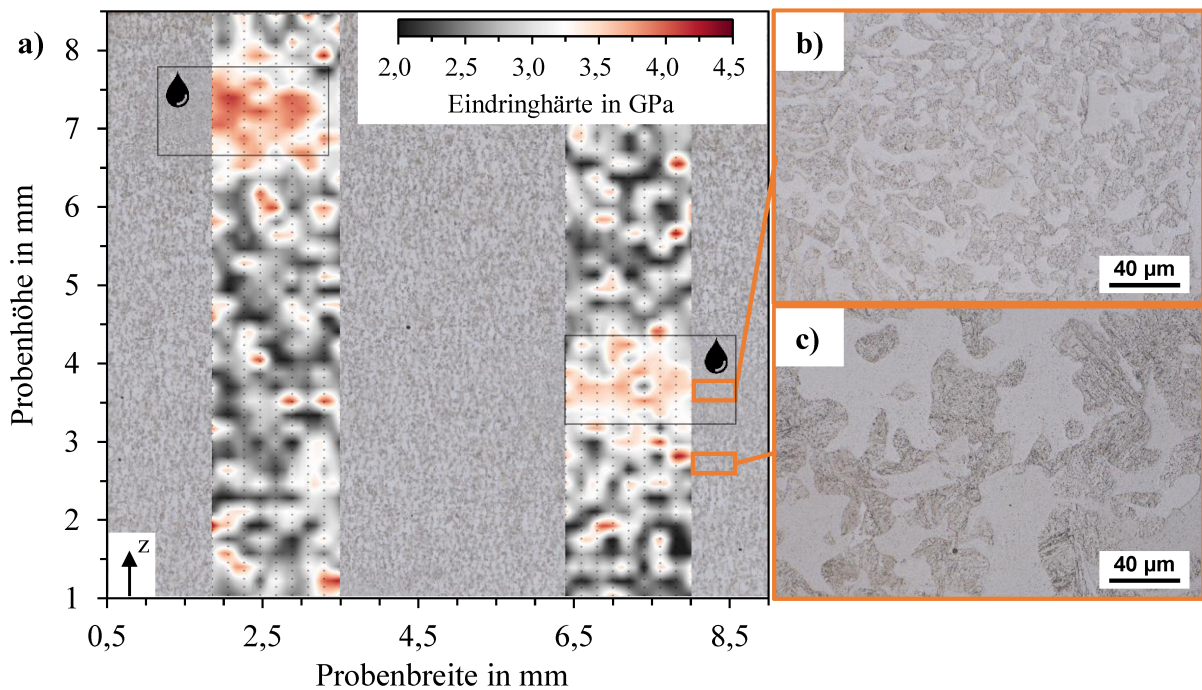 a)
2,0 2,5 3,0 3,5 4,0 4,5
Eindringhärte in GPa
Probenhöhe in mm
8
7
6
5
4
3
2
1
z
0,5 2,5 4,5 6,5 8,5
Probenbreite in mm
b)
40 µm
c)
40 µm